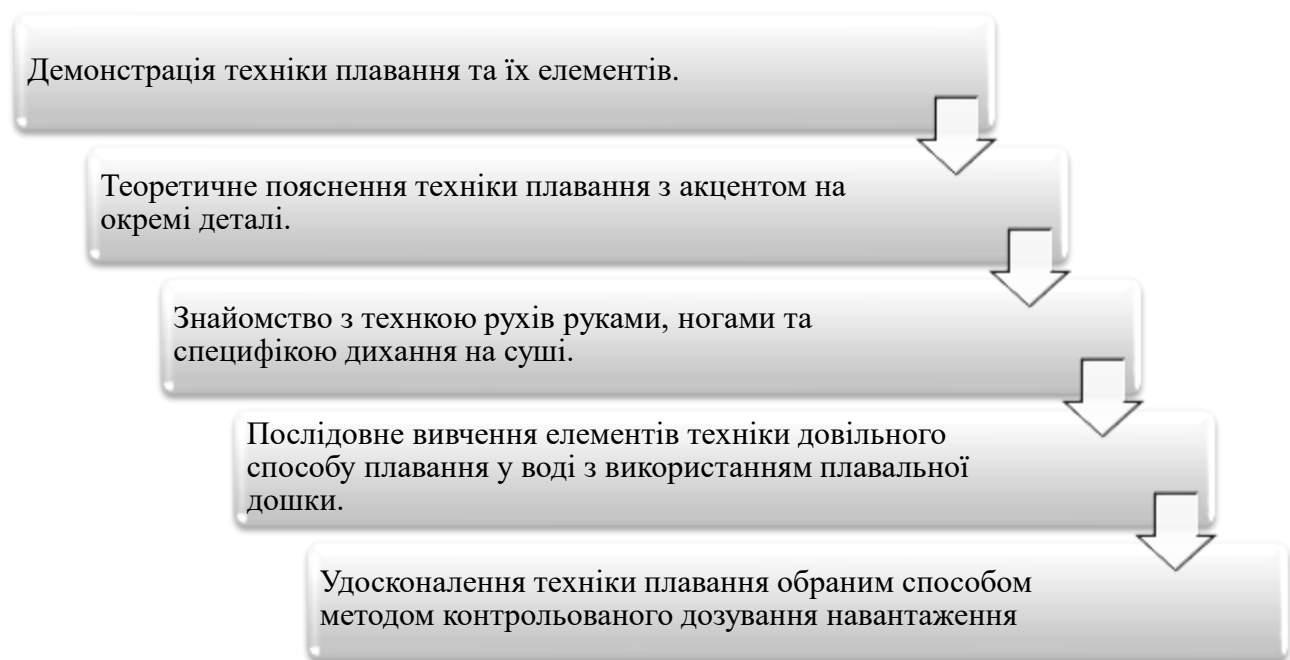 Демонстрація техніки плавання та їх елементів.
Теоретичне пояснення техніки плавання з акцентом на
окремі деталі.
Знайомство з технкою рухів руками, ногами та
специфікою дихання на суші.
Послідовне вивчення елементів техніки довільного
способу плавання у воді з використанням плавальної
дошки.
Удосконалення техніки плавання обраним способом
методом контрольованого дозування навантаження